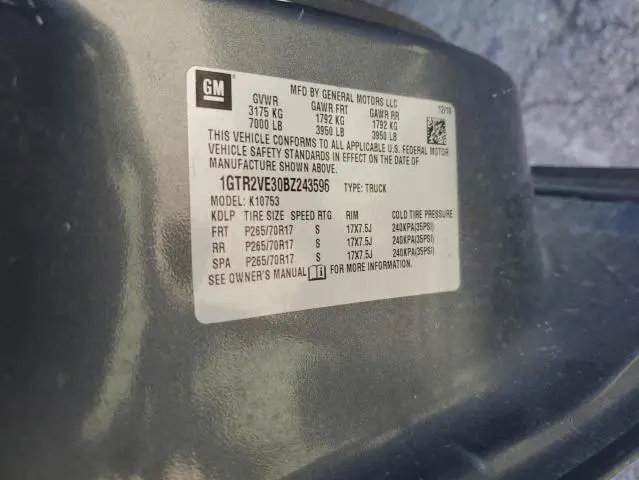 GM
MFD BY GENERAL MOTORS LLC
12/10
GVWR GAWR FRT GAWR RR
3175 KG 1792 KG 1792 KG
7000 LB 3950 LB 3950 LB
THIS VEHICLE CONFORMS TO ALL APPLICABLE U.S. FEDERAL MOTOR
VEHICLE SAFETY STANDARDS IN EFFECT ON THE DATE OF
MANUFACTURE SHOWN ABOVE.
1GTR2VE30BZ243596 TYPE: TRUCK
MODEL: K10753
KDLP TIRE SIZE SPEED RTG RIM COLD TIRE PRESSURE
FRT P265/70R17 S 17X7.5J 240KPA(35PSI)
RR P265/70R17 S 17X7.5J 240KPA(35PSI)
SPA P265/70R17 S 17X7.5J 240KPA(35PSI)
SEE OWNER'S MANUAL FOR MORE INFORMATION.